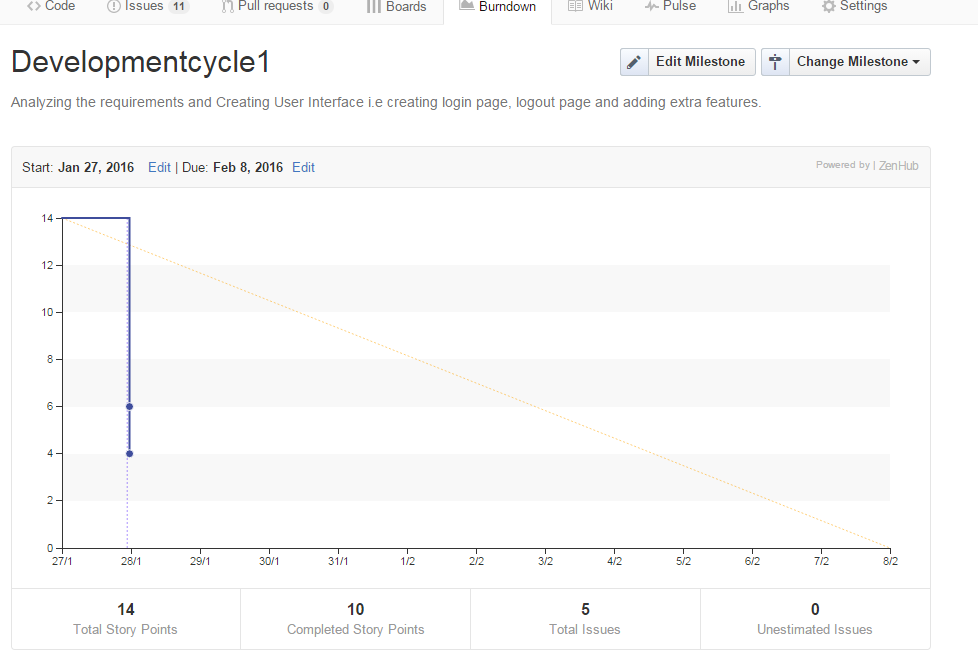 Code Issues 11 Pull requests 0 Boards Burndown Wiki Pulse Graphs Settings
Developmentcycle1
Edit Milestone Change Milestone
Analyzing the requirements and Creating User Interface i.e creating login page, logout page and adding extra features.
Start: Jan 27, 2016 Edit | Due: Feb 8, 2016 Edit
Powered by | ZenHub
14
12
10
8
6
4
2
0
27/1 28/1 29/1 30/1 31/1 1/2 2/2 3/2 4/2 5/2 6/2 7/2 8/2
14 10 5 0
Total Story Points Completed Story Points Total Issues Unestimated Issues